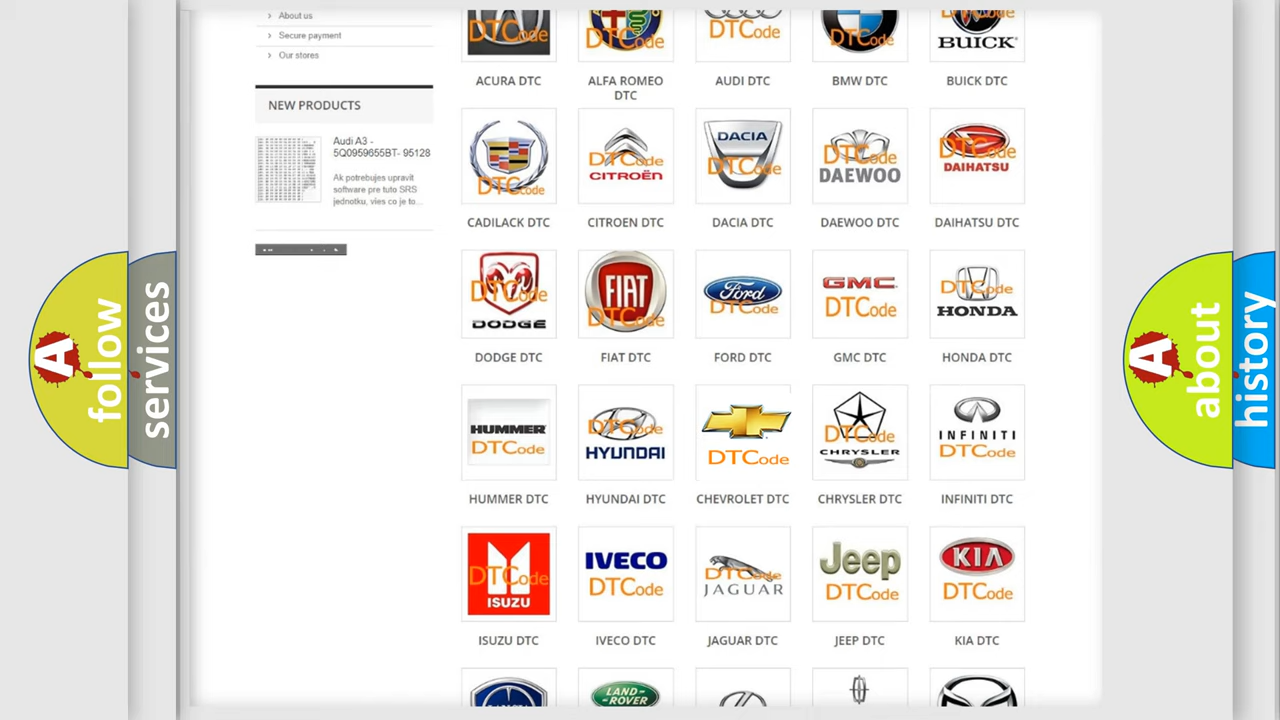 About us
Secure payment
Our stores
NEW PRODUCTS
Audi A3 -
5Q0959655BT- 95128
Ak potrebujes upravit
software pre tuto SRS
jednotku, vies co je to...
DTCode
DTCode
DTCode
DTCode
BUICK
ACURA DTC
ALFA ROMEO
DTC
AUDI DTC
BMW DTC
BUICK DTC
DTCode
DTCode
CITROËN
DACIA
DTCode
DTCode
DAEWOO
DTCode
DAIHATSU
CADILACK DTC
CITROEN DTC
DACIA DTC
DAEWOO DTC
DAIHATSU DTC
DTCode
DODGE
FIAT
DTCode
Ford
DTCode
GMC
DTCode
DTCode
HONDA
DODGE DTC
FIAT DTC
FORD DTC
GMC DTC
HONDA DTC
HUMMER
DTCode
DTCode
HYUNDAI
DTCode
DTCode
CHRYSLER
INFINITI
DTCode
HUMMER DTC
HYUNDAI DTC
CHEVROLET DTC
CHRYSLER DTC
INFINITI DTC
DTCode
ISUZU
IVECO
DTCode
DTCode
JAGUAR
Jeep
DTCode
KIA
DTCode
ISUZU DTC
IVECO DTC
JAGUAR DTC
JEEP DTC
KIA DTC
LAND-
ROVER
A
follow
services
A
about
history